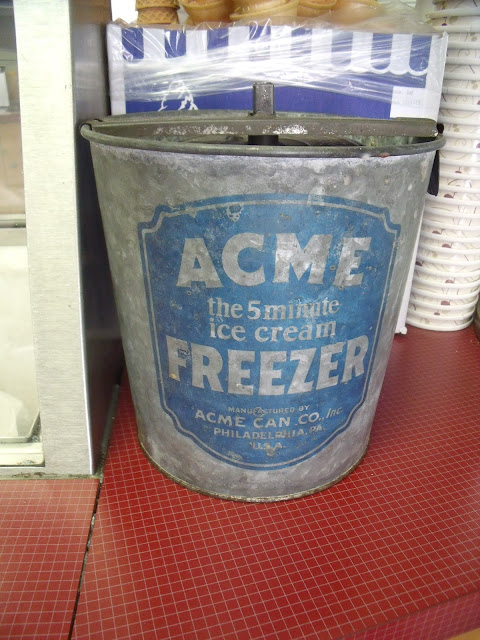 ACME
the 5 minute
ice cream
FREEZER
MANUFACTURED BY
ACME CAN. CO., Inc.
PHILADELPHIA, PA.
U.S.A.